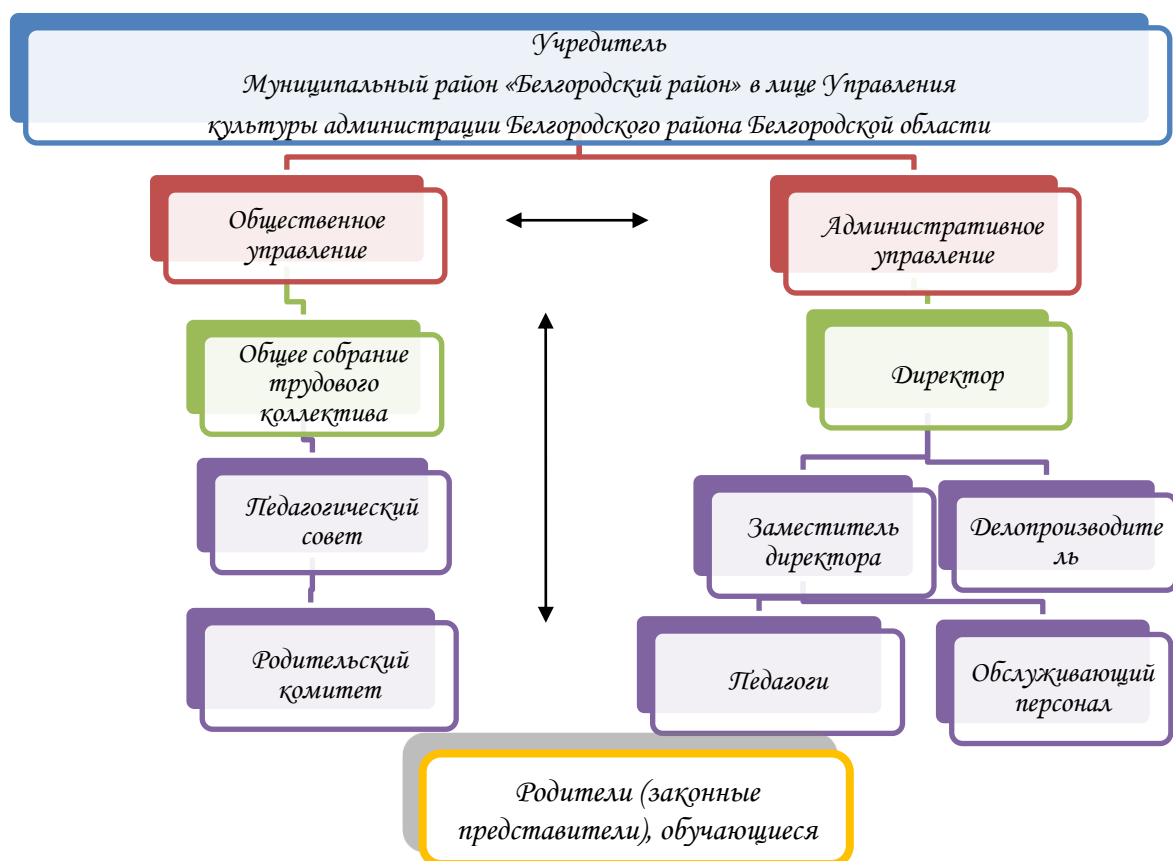 Учредитель
Муниципальный район «Белгородский район» в лице Управления
культуры администрации Белгородского района Белгородской области
Общественное
управление
Административное
управление
Общее собрание
трудового
коллектива
Директор
Педагогический
совет
Заместитель
директора
Делопроизводите
ль
Родительский
комитет
Педагоги
Обслуживающий
персонал
Родители (законные
представители), обучающиеся